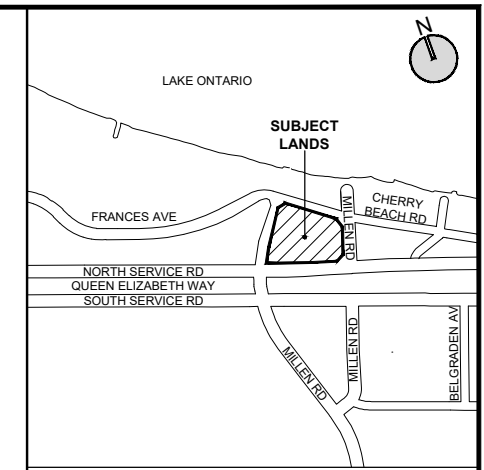 N
LAKE ONTARIO
SUBJECT
LANDS
FRANCES AVE
MILLEN RD
CHERRY
BEACH RD
NORTH SERVICE RD
QUEEN ELIZABETH WAY
SOUTH SERVICE RD
MILLEN RD
MILLEN RD
BELGRADEN AV